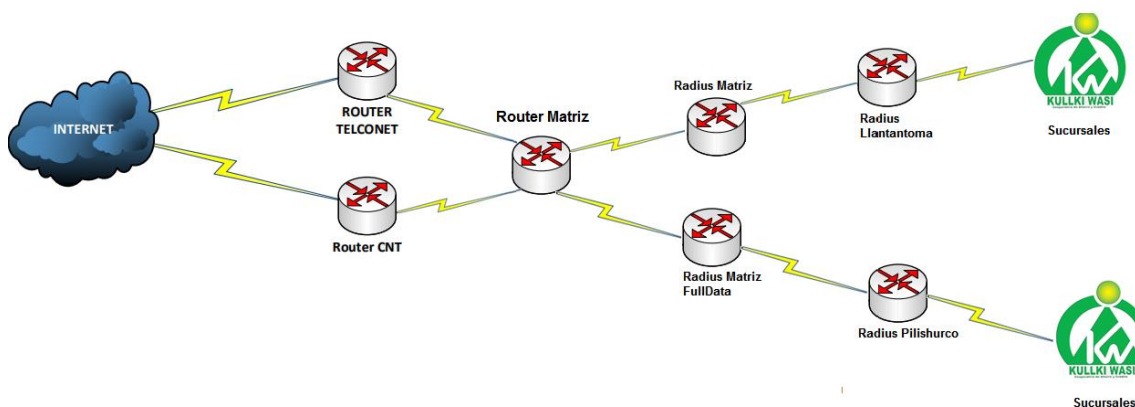 INTERNET
ROUTER
TELCONET
Router CNT
Router Matriz
Radius Matriz
Radius
Llantantoma
KULLKI WASI
Sucursales
Radius Matriz
FullData
Radius Pilishurco
KULLKI WASI
Sucursales